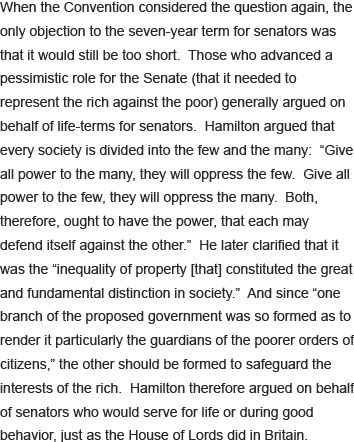 When the Convention considered the question again, the
only objection to the seven-year term for senators was
that it would still be too short.  Those who advanced a
pessimistic role for the Senate (that it needed to
represent the rich against the poor) generally argued on
behalf of life-terms for senators.  Hamilton argued that
every society is divided into the few and the many:  “Give
all power to the many, they will oppress the few.  Give all
power to the few, they will oppress the many.  Both,
therefore, ought to have the power, that each may
defend itself against the other.”  He later clarified that it
was the “inequality of property [that] constituted the great
and fundamental distinction in society.”  And since “one
branch of the proposed government was so formed as to
render it particularly the guardians of the poorer orders of
citizens,” the other should be formed to safeguard the
interests of the rich.  Hamilton therefore argued on behalf
of senators who would serve for life or during good
behavior, just as the House of Lords did in Britain.